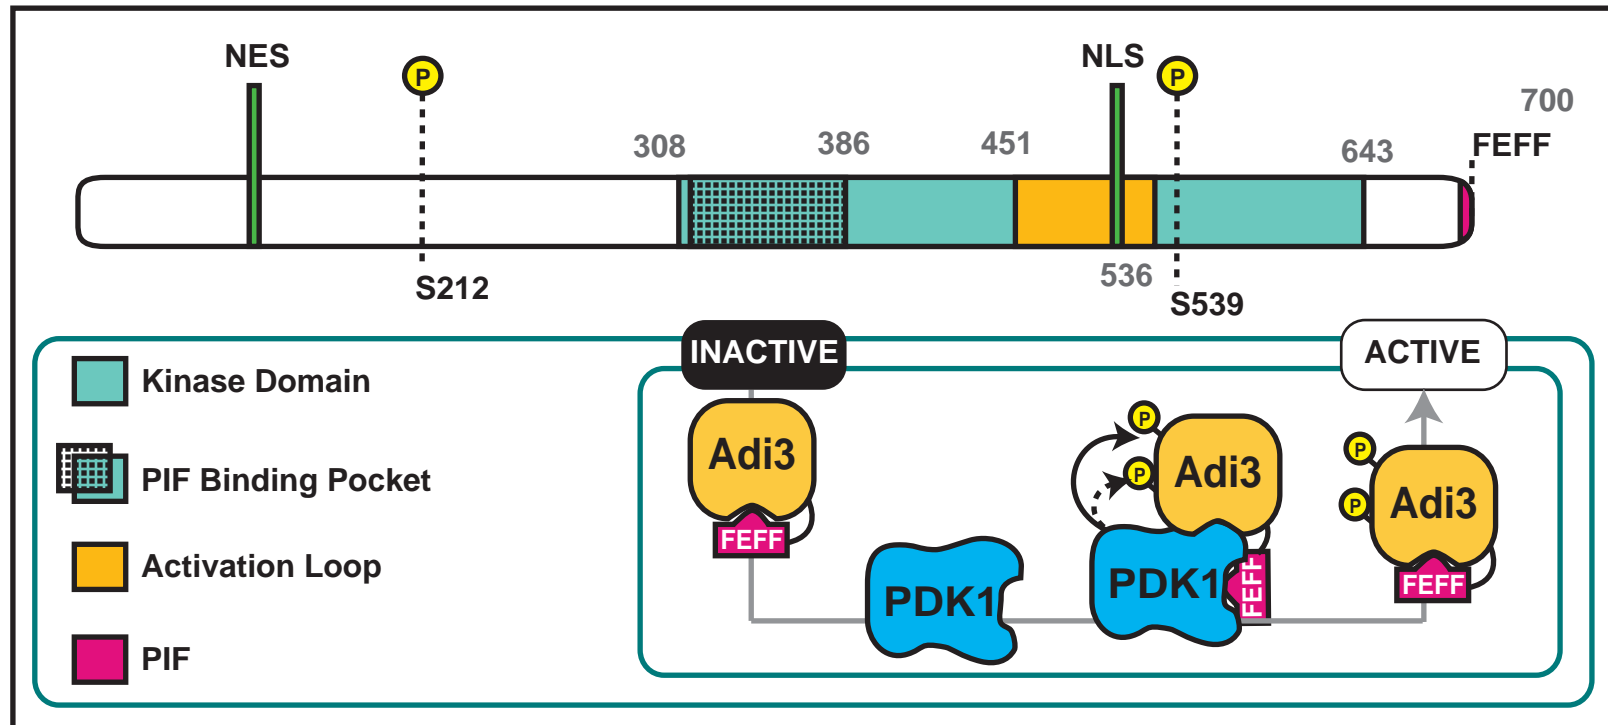 NES
P
NLS
P
700
308
386
451
643
FEFF
S212
536
S539
INACTIVE
ACTIVE
Kinase Domain
PIF Binding Pocket
Activation Loop
PIF
Adi3
FEFF
PDK1
P
P
Adi3
PDK1
FEFF
P
P
Adi3
FEFF